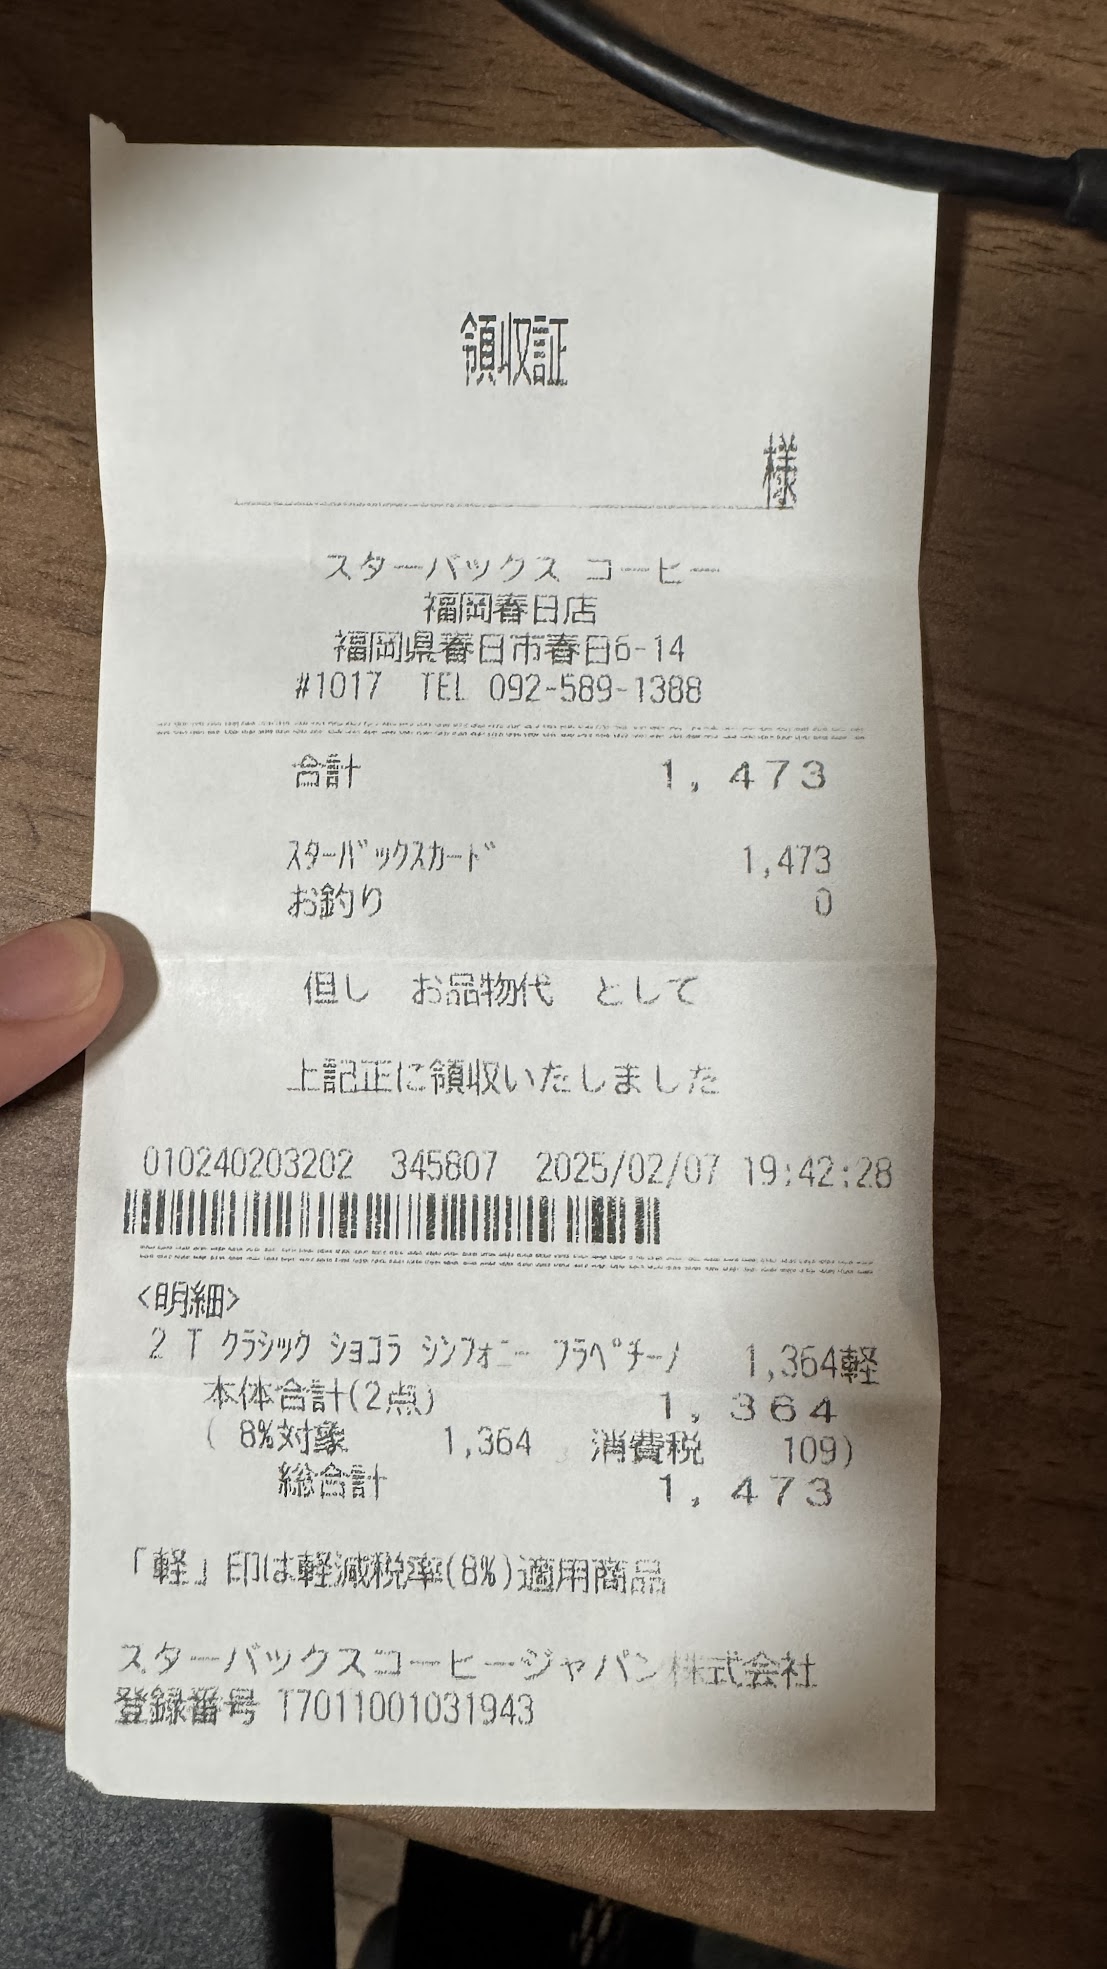 領収証
様
スターバックス コーヒー
福岡春日店
福岡県春日市春日6-14
#1017 TEL 092-589-1388
合計 1,473
ｽﾀｰﾊﾞｯｸｽｶｰﾄﾞ 1,473
お釣り 0
但し お品物代 として
上記正に領収いたしました
010240203202 345807 2025/02/07 19:42:28
<明細>
2 T ｸﾗｼｯｸ ｼｮｺﾗ ｼﾝﾌｫﾆｰ ﾌﾗﾍﾟﾁｰﾉ 1,364軽
本体合計(2点) 1,364
( 8%対象 1,364 消費税 109)
総合計 1,473
「軽」印は軽減税率(8%)適用商品
スターバックスコーヒージャパン株式会社
登録番号 T7011001031943